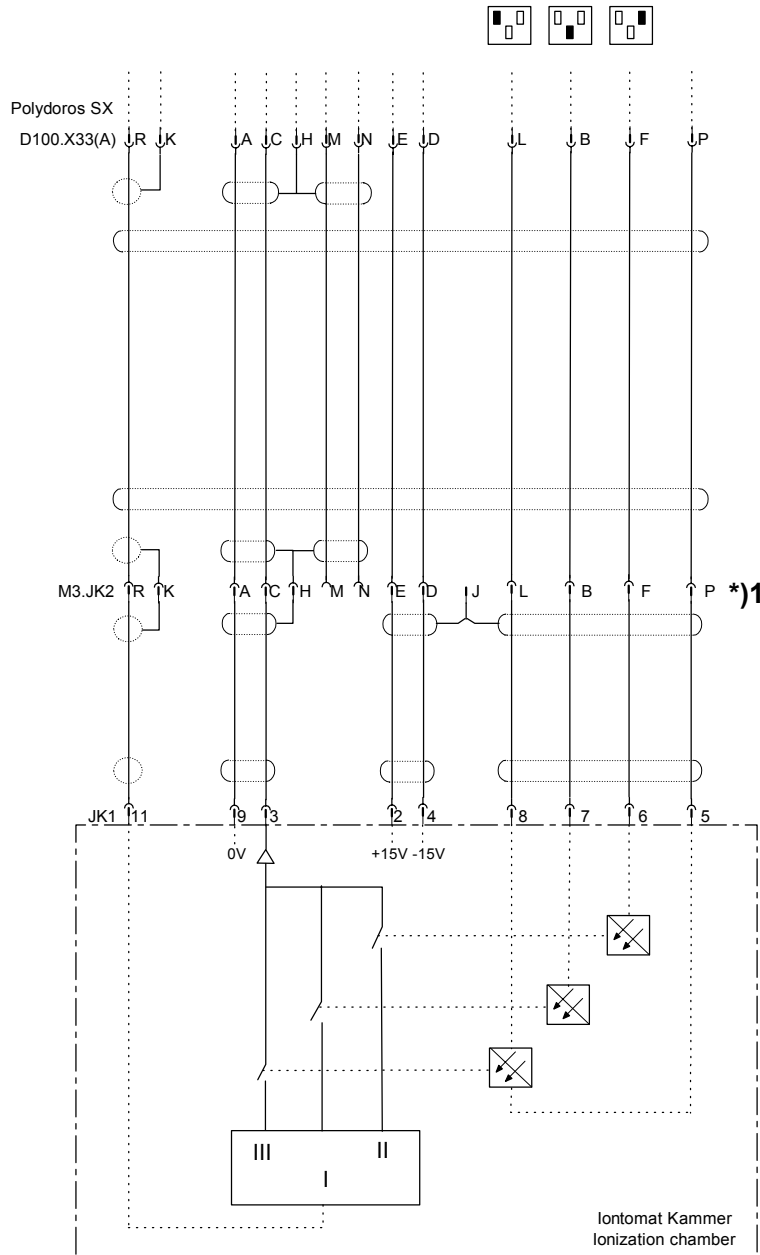 Polydoros SX
D100.X33(A) R K A C H M N E D L B F P
M3.JK2 R K A C H M N E D J L B F P *)1
JK1 11 9 3 2 4 8 7 6 5
0V +15V -15V
III II
I
Iontomat Kammer
Ionization chamber